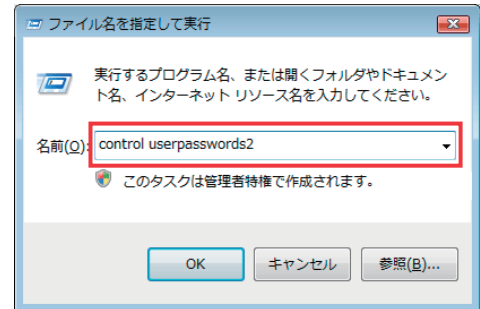 ファイル名を指定して実行
実行するプログラム名、または開くフォルダやドキュメン
ト名、インターネット リソース名を入力してください。
名前(O): control userpasswords2
このタスクは管理者特権で作成されます。
OK キャンセル 参照(B)...